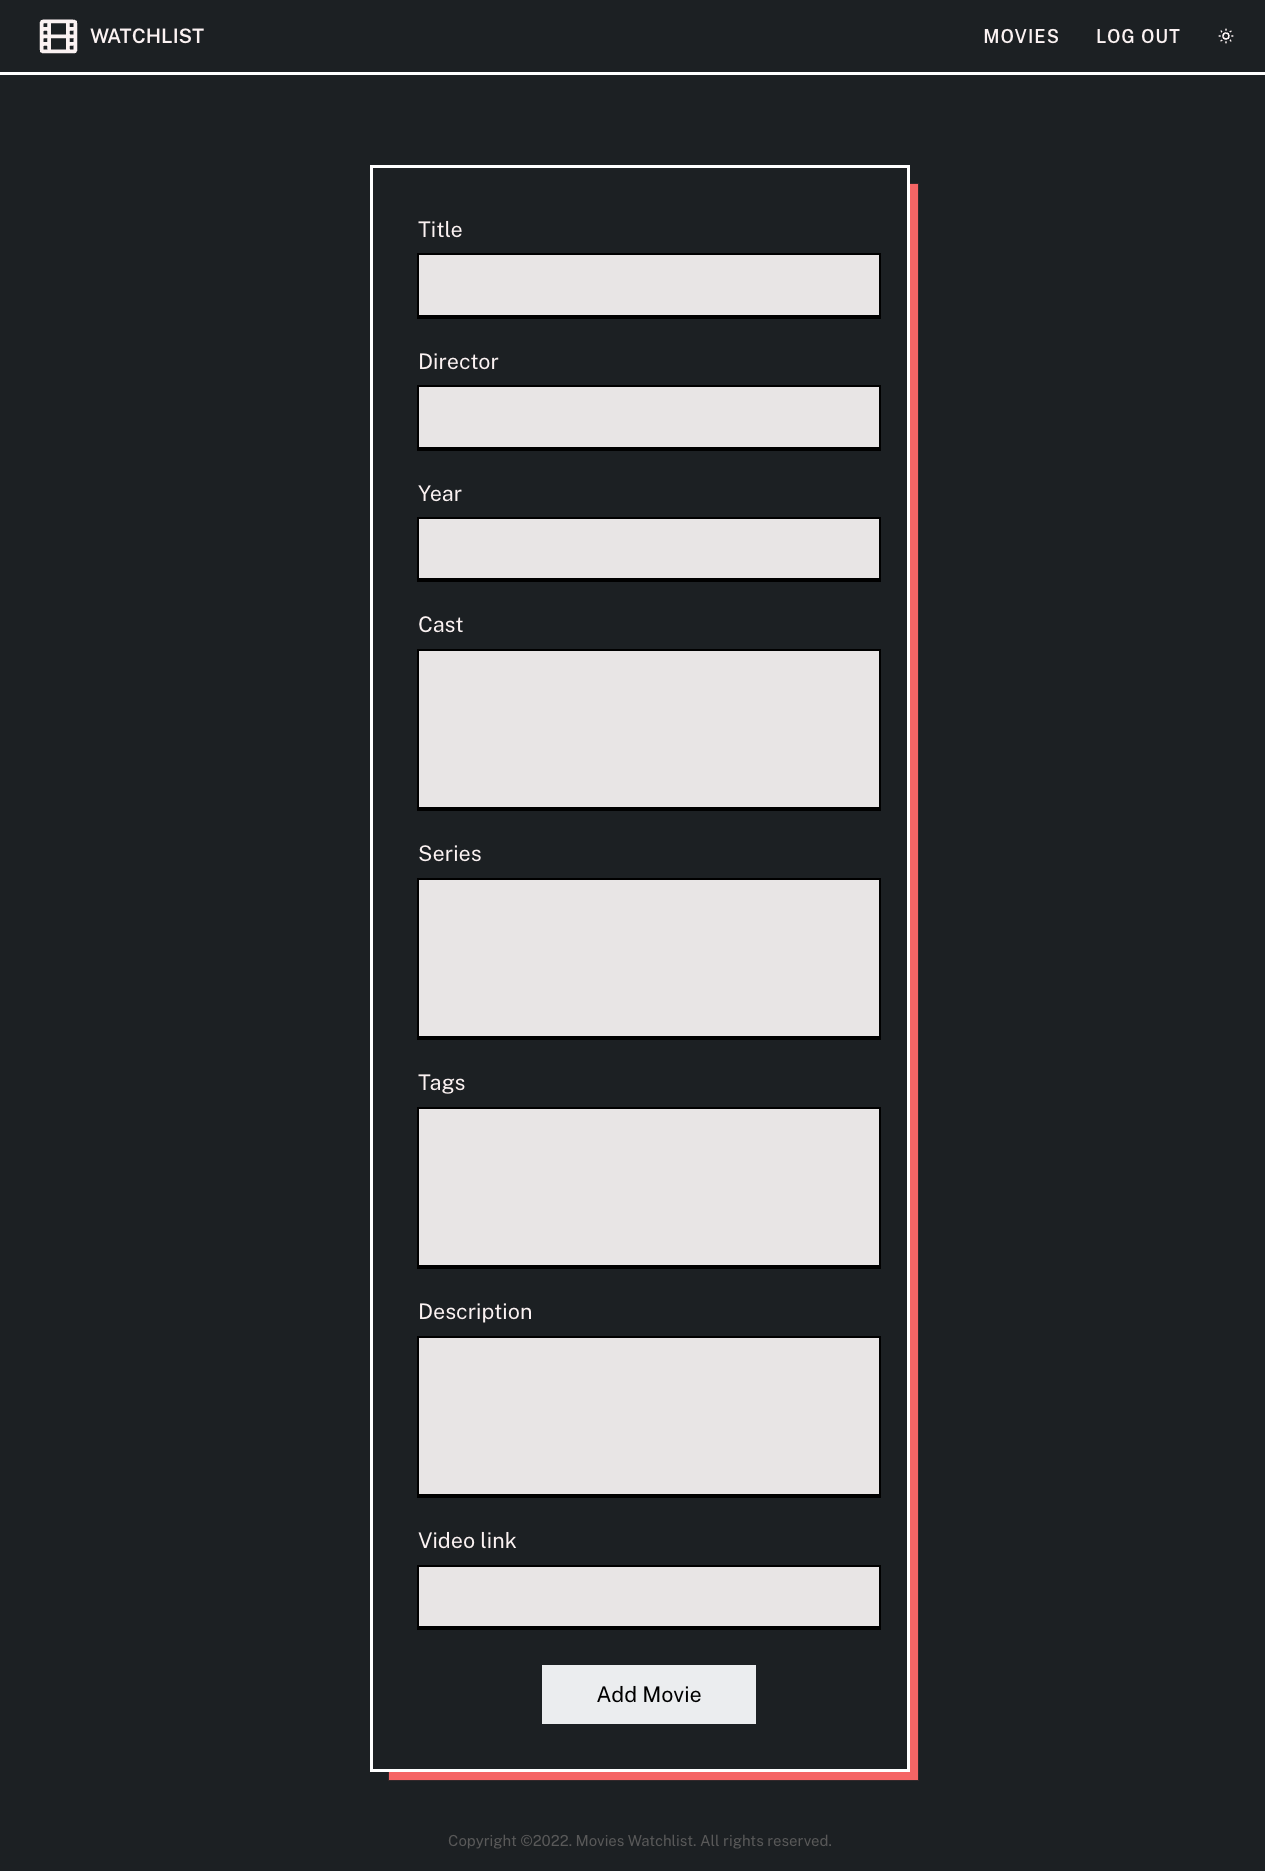 WATCHLIST
MOVIES LOG OUT
Title
Director
Year
Cast
Series
Tags
Description
Video link
Add Movie
Copyright ©2022. Movies Watchlist. All rights reserved.